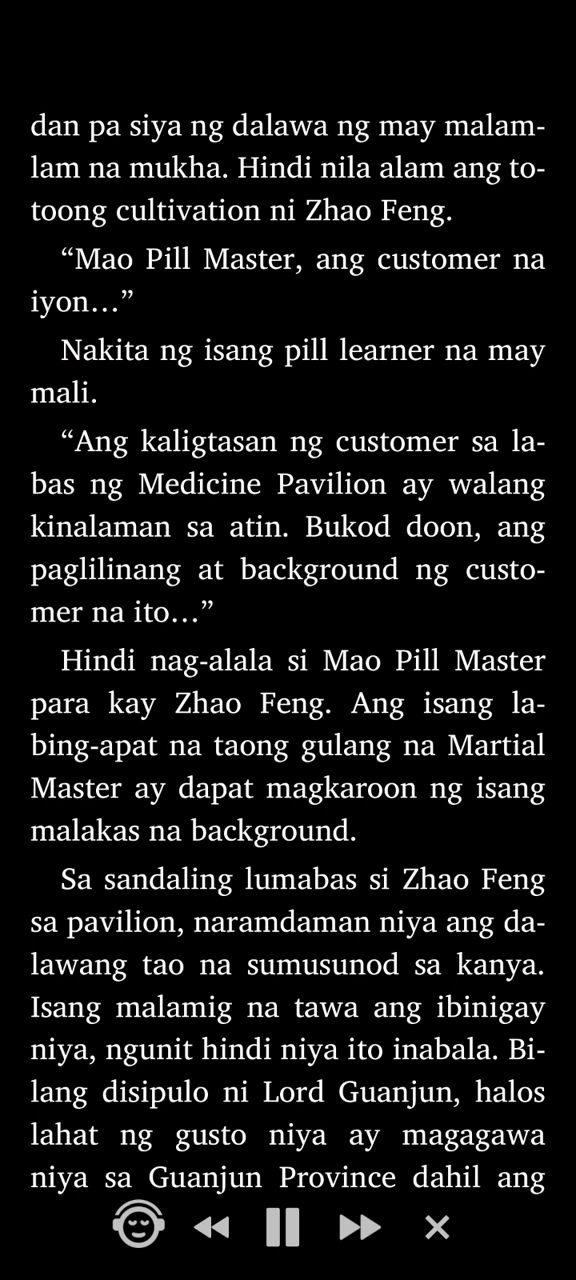 dan pa siya ng dalawa ng may malam-
lam na mukha. Hindi nila alam ang to-
toong cultivation ni Zhao Feng.
“Mao Pill Master, ang customer na
iyon…”
Nakita ng isang pill learner na may
mali.
“Ang kaligtasan ng customer sa la-
bas ng Medicine Pavilion ay walang
kinalaman sa atin. Bukod doon, ang
paglilinang at background ng custo-
mer na ito…”
Hindi nag-alala si Mao Pill Master
para kay Zhao Feng. Ang isang la-
bing-apat na taong gulang na Martial
Master ay dapat magkaroon ng isang
malakas na background.
Sa sandaling lumabas si Zhao Feng
sa pavilion, naramdaman niya ang da-
lawang tao na sumusunod sa kanya.
Isang malamig na tawa ang ibinigay
niya, ngunit hindi niya ito inabala. Bi-
lang disipulo ni Lord Guanjun, halos
lahat ng gusto niya ay magagawa
niya sa Guanjun Province dahil ang